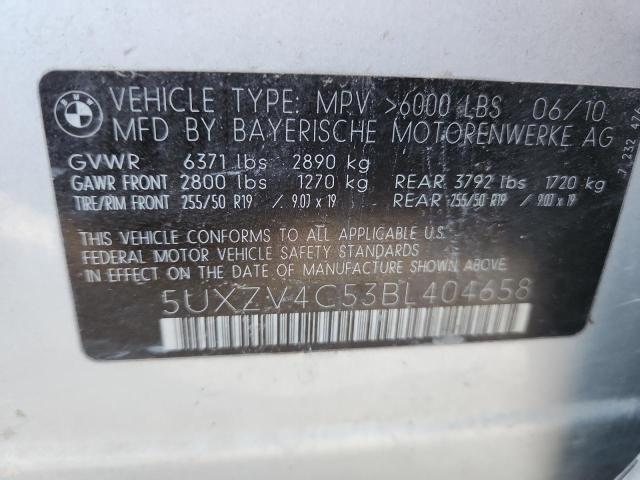 BMW
VEHICLE TYPE: MPV >6000 LBS 06/10
MFD BY BAYERISCHE MOTORENWERKE AG
GVWR 6371 lbs 2890 kg
GAWR FRONT 2800 lbs 1270 kg REAR 3792 lbs 1720 kg
TIRE/RIM FRONT 255/50 R19 / 9.0J x 19 REAR 255/50 R19 / 9.0J x 19
THIS VEHICLE CONFORMS TO ALL APPLICABLE U.S.
FEDERAL MOTOR VEHICLE SAFETY STANDARDS
IN EFFECT ON THE DATE OF MANUFACTURE SHOWN ABOVE.
5UXZV4C53BL404658